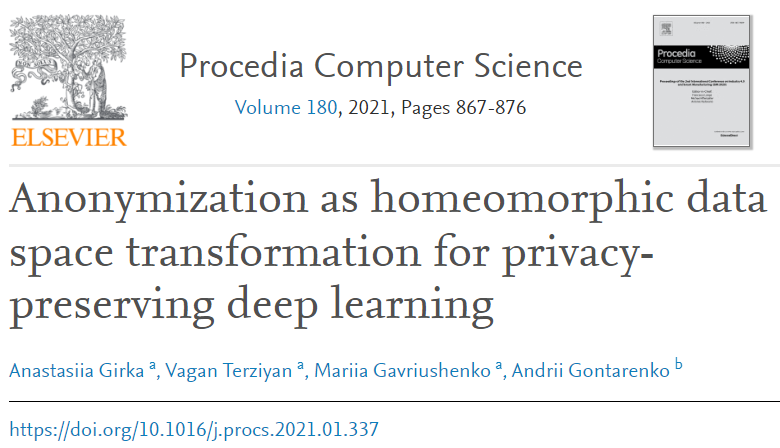 Procedia Computer Science
Volume 180, 2021, Pages 867-876
ELSEVIER
Procedia
Computer Science
Anonymization as homeomorphic data
space transformation for privacy-
preserving deep learning
Anastasiia Girka a, Vagan Terziyan a, Mariia Gavriushenko a, Andrii Gontarenko b
https://doi.org/10.1016/j.procs.2021.01.337